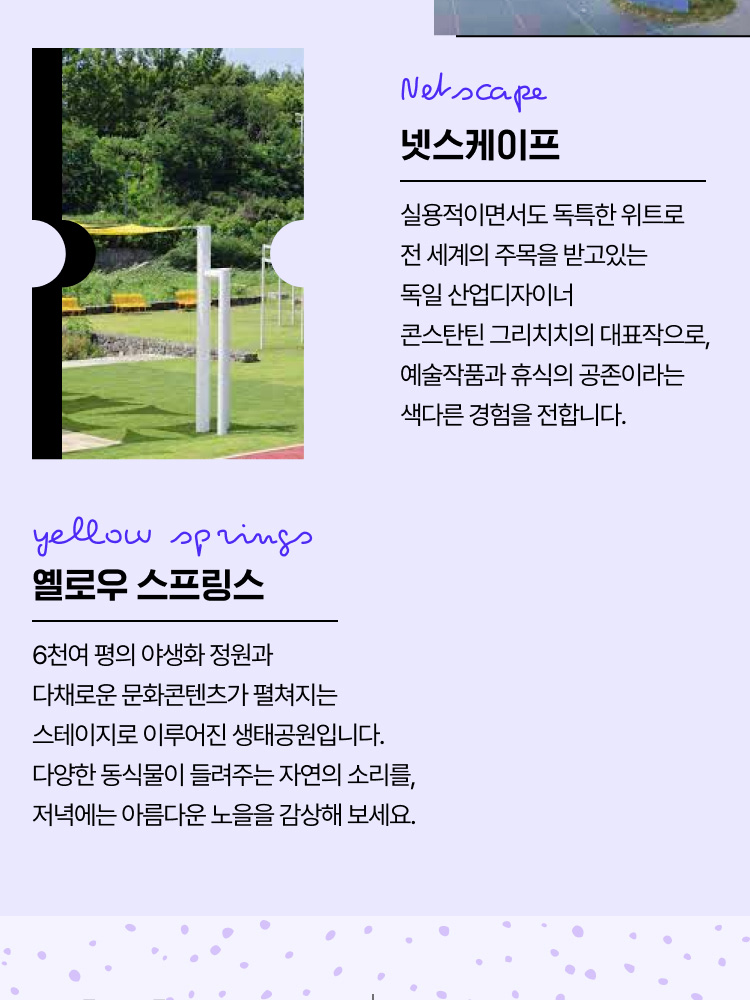 Netscape
넷스케이프
실용적이면서도 독특한 위트로
전 세계의 주목을 받고있는
독일 산업디자이너
콘스탄틴 그리치치의 대표작으로,
예술작품과 휴식의 공존이라는
색다른 경험을 전합니다.
yellow springs
옐로우 스프링스
6천여 평의 야생화 정원과
다채로운 문화콘텐츠가 펼쳐지는
스테이지로 이루어진 생태공원입니다.
다양한 동식물이 들려주는 자연의 소리를,
저녁에는 아름다운 노을을 감상해 보세요.